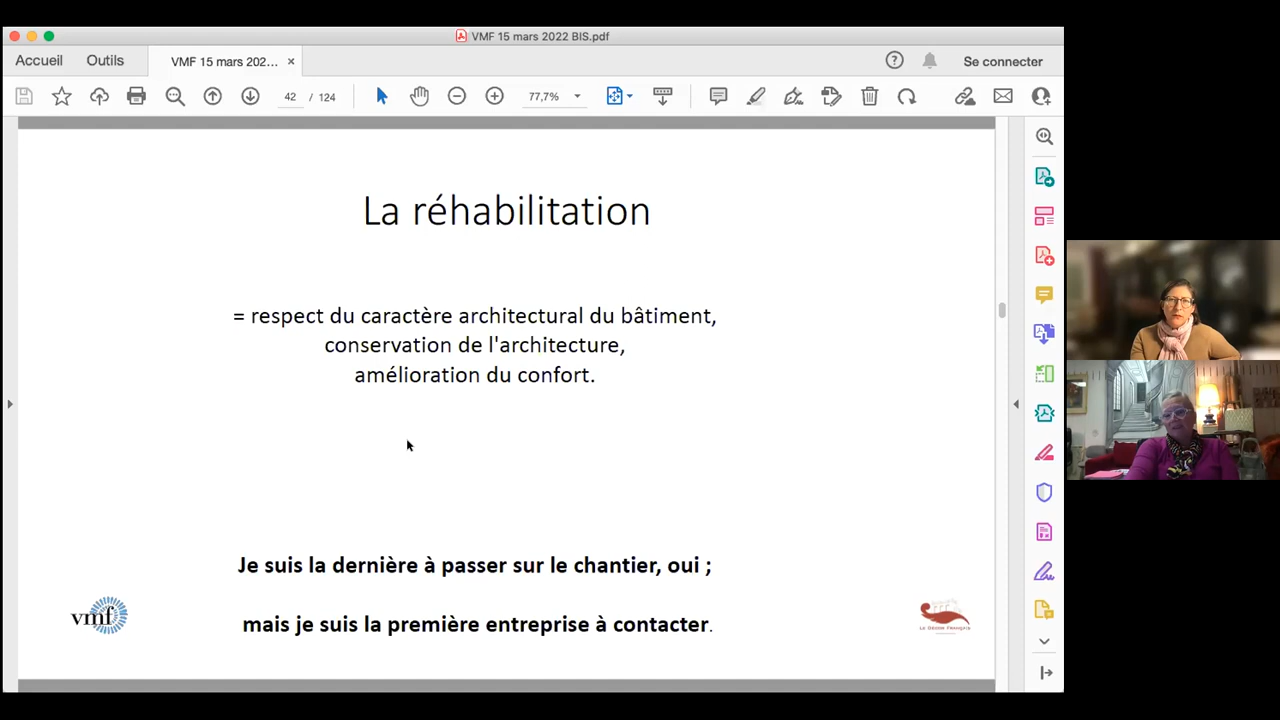 VMF 15 mars 2022 BIS.pdf
Accueil
Outils
VMF 15 mars 202... ×
Se connecter
42 / 124
77,7%
La réhabilitation
= respect du caractère architectural du bâtiment,
conservation de l'architecture,
amélioration du confort.
Je suis la dernière à passer sur le chantier, oui ;
mais je suis la première entreprise à contacter.
vmf